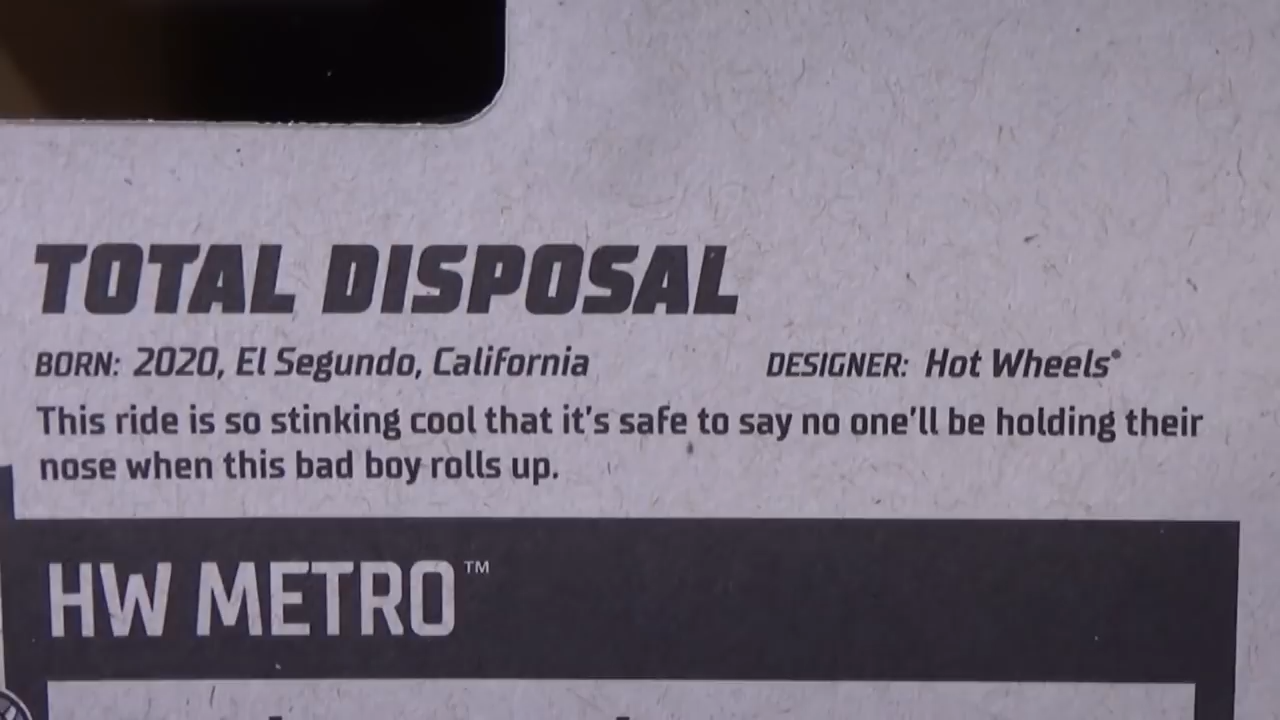 TOTAL DISPOSAL
BORN: 2020, El Segundo, California DESIGNER: Hot Wheels®
This ride is so stinking cool that it's safe to say no one'll be holding their
nose when this bad boy rolls up.
HW METRO™